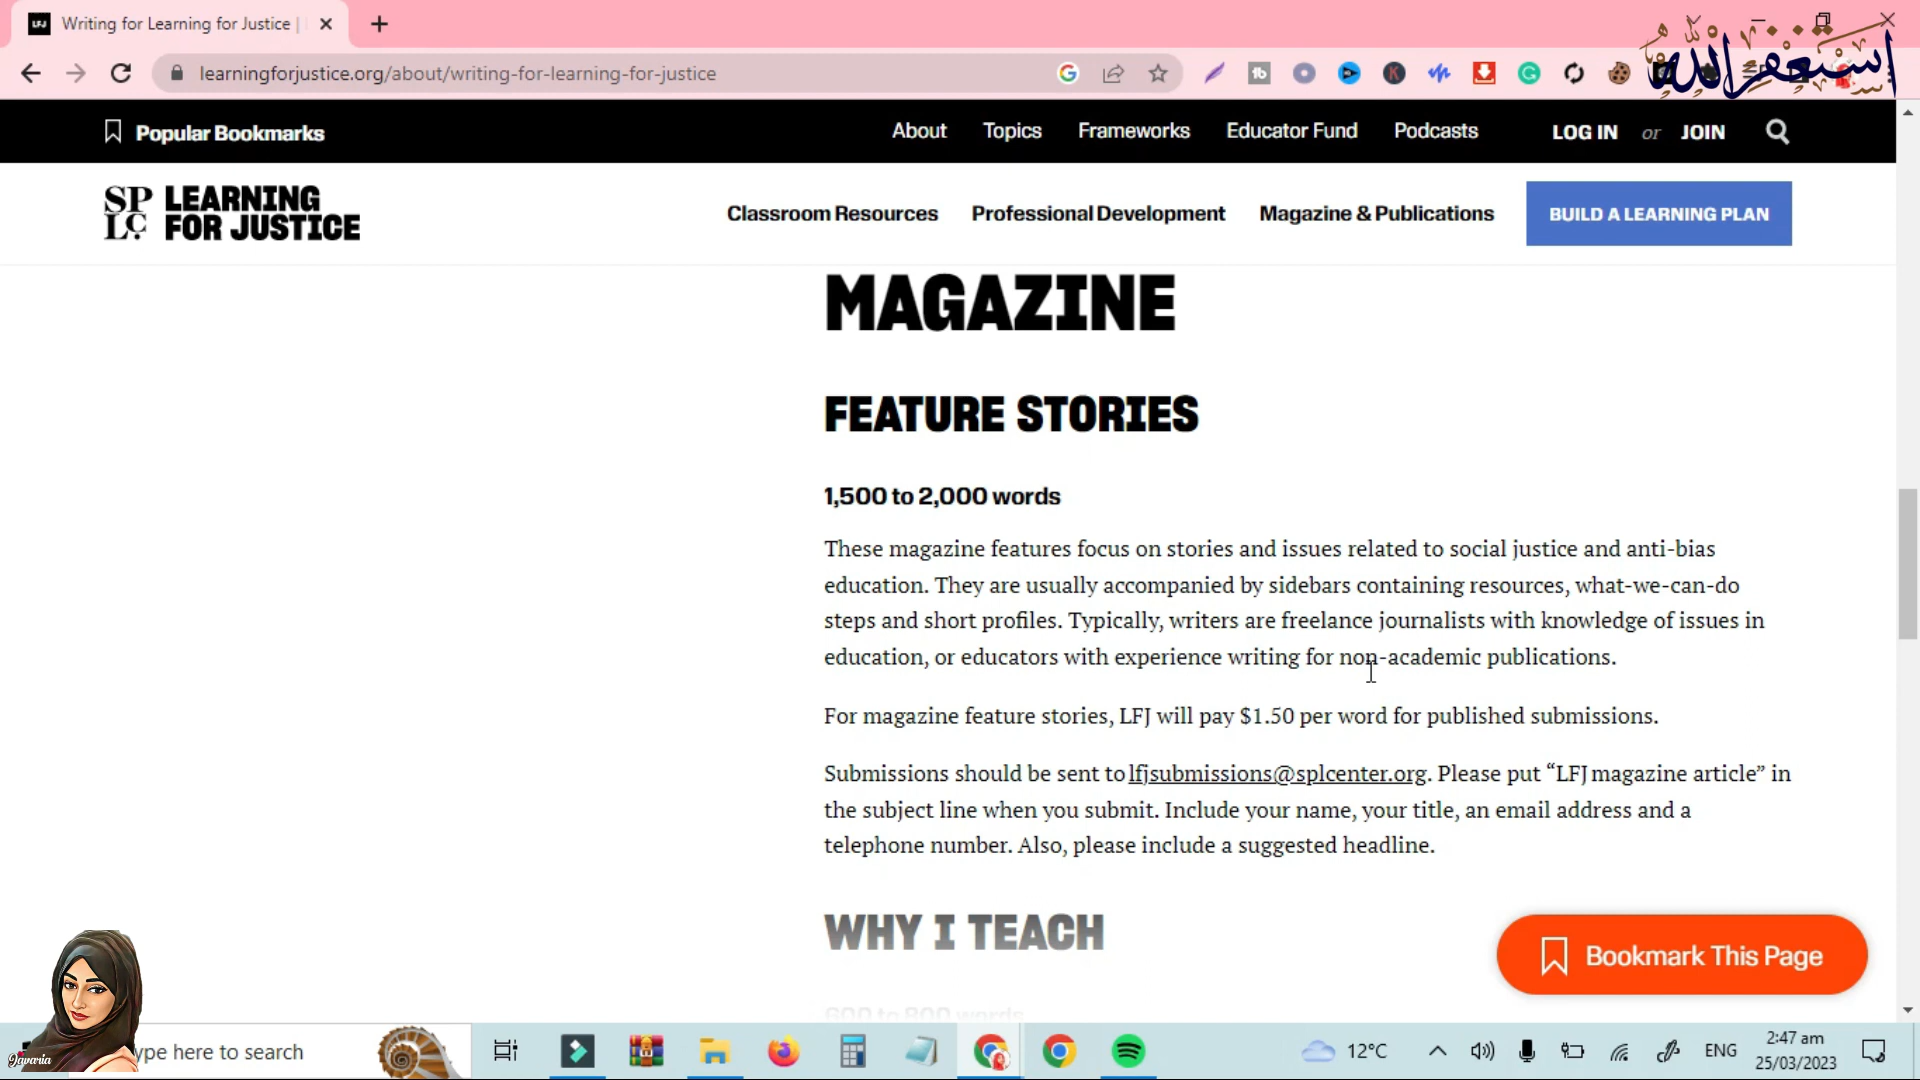 Writing for Learning for Justice |
learningforjustice.org/about/writing-for-learning-for-justice
أستغفر الله
Popular Bookmarks
About Topics Frameworks Educator Fund Podcasts LOG IN or JOIN
SPLC LEARNING FOR JUSTICE
Classroom Resources Professional Development Magazine & Publications BUILD A LEARNING PLAN
MAGAZINE
FEATURE STORIES
1,500 to 2,000 words
These magazine features focus on stories and issues related to social justice and anti-bias
education. They are usually accompanied by sidebars containing resources, what-we-can-do
steps and short profiles. Typically, writers are freelance journalists with knowledge of issues in
education, or educators with experience writing for non-academic publications.
For magazine feature stories, LFJ will pay $1.50 per word for published submissions.
Submissions should be sent to lfjsubmissions@splcenter.org. Please put “LFJ magazine article” in
the subject line when you submit. Include your name, your title, an email address and a
telephone number. Also, please include a suggested headline.
WHY I TEACH
600 to 800 words
Bookmark This Page
Javaria
ype here to search
12°C
ENG
2:47 am
25/03/2023